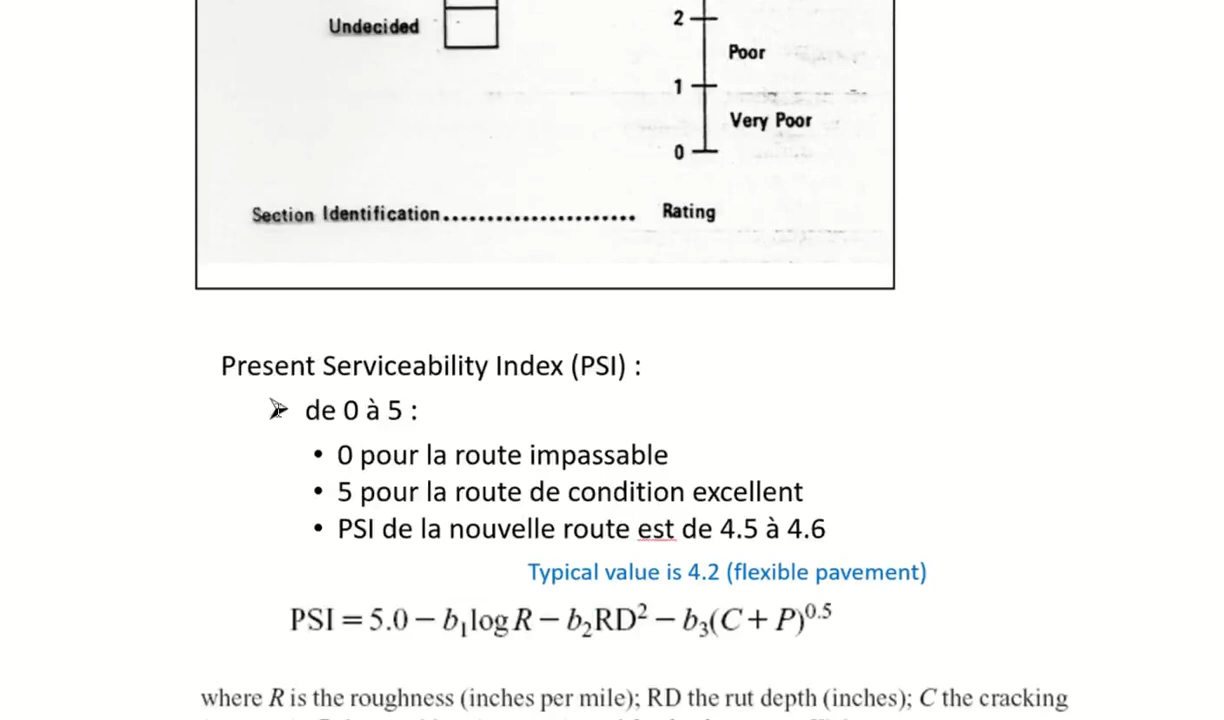 Undecided
2
Poor
1
Very Poor
0
Section Identification...................... Rating
Present Serviceability Index (PSI) :
➢ de 0 à 5 :
• 0 pour la route impassable
• 5 pour la route de condition excellent
• PSI de la nouvelle route est de 4.5 à 4.6
Typical value is 4.2 (flexible pavement)
PSI = 5.0 − b₁log R − b₂RD² − b₃(C + P)⁰·⁵
where R is the roughness (inches per mile); RD the rut depth (inches); C the cracking